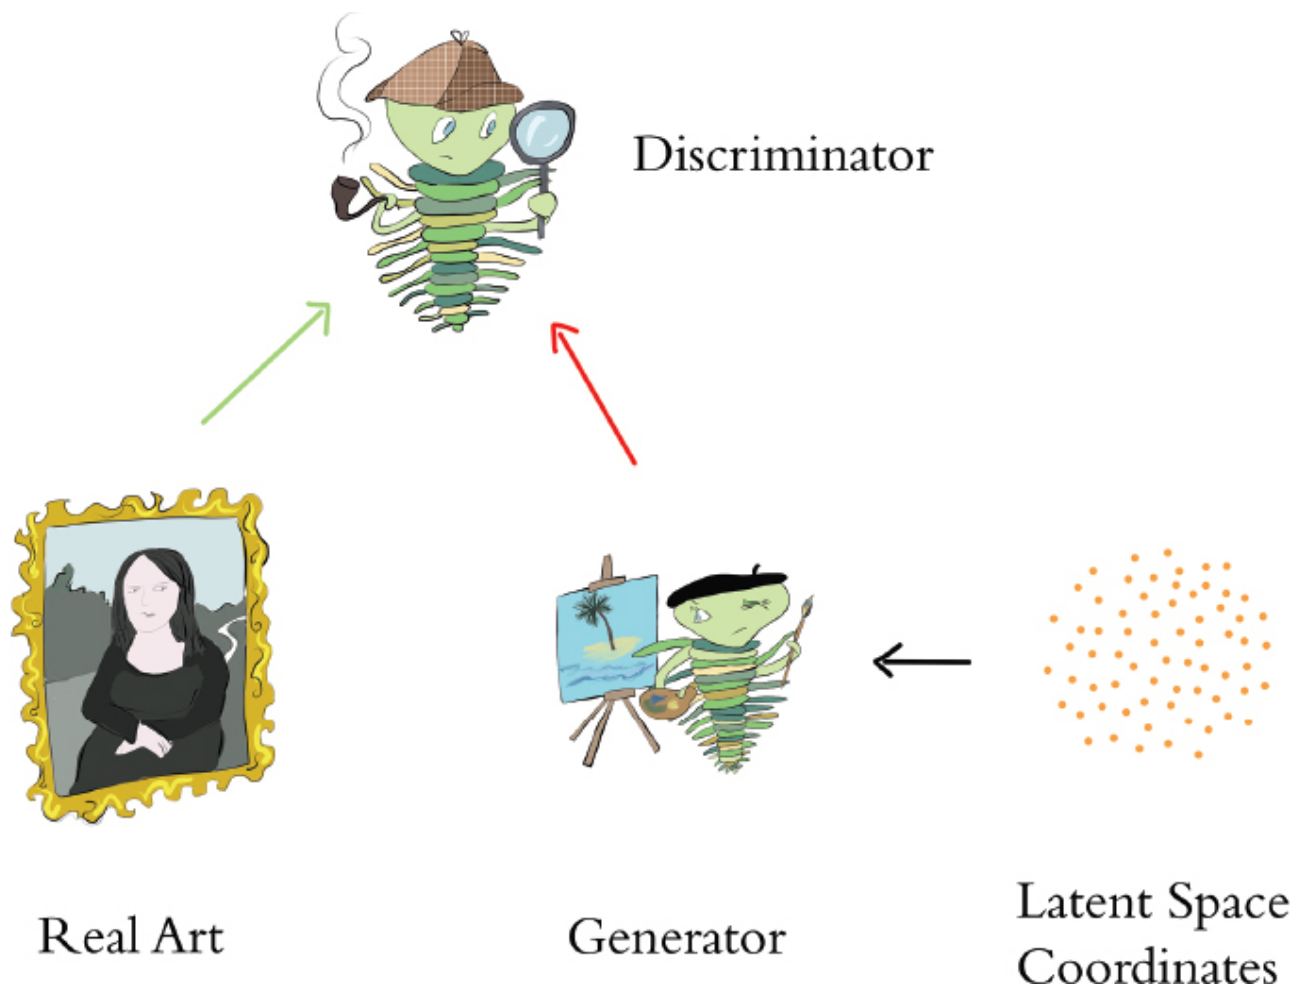 Discriminator
Real Art
Generator
Latent Space
Coordinates